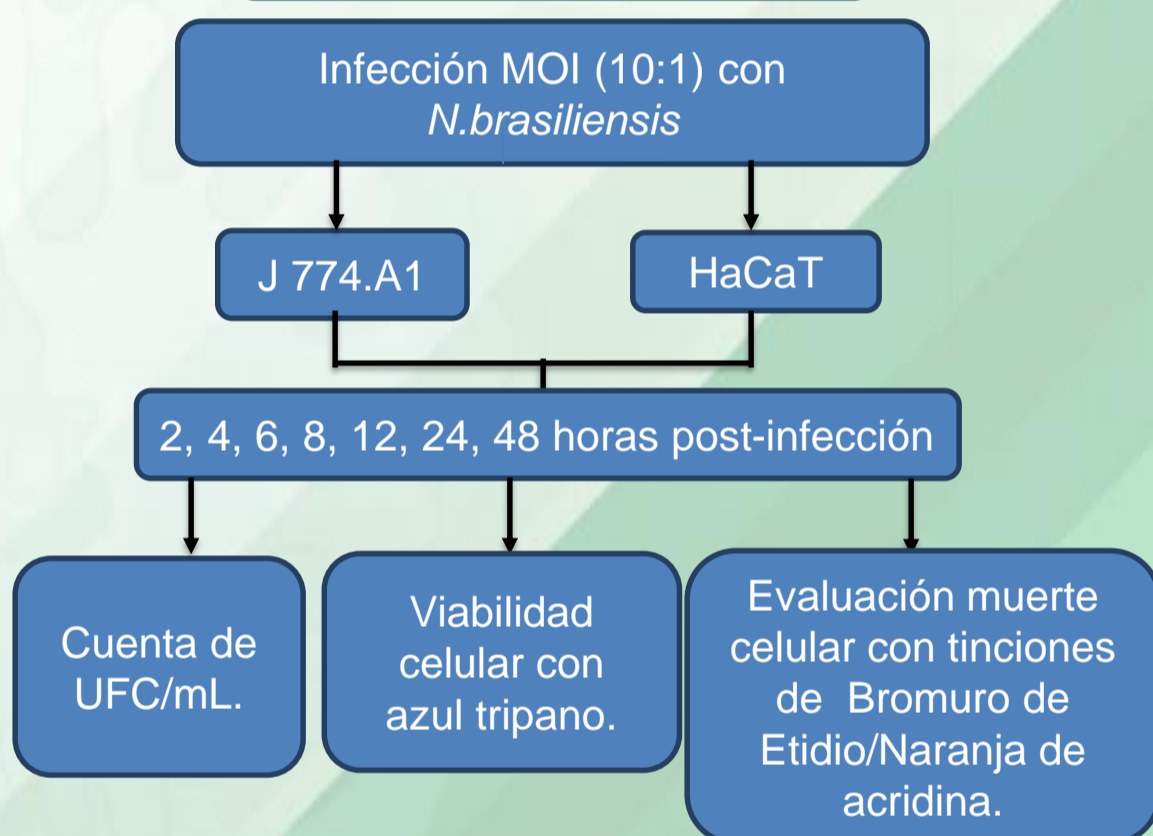 Infección MOI (10:1) con
N.brasiliensis
J 774.A1
HaCaT
2, 4, 6, 8, 12, 24, 48 horas post-infección
Cuenta de
UFC/mL.
Viabilidad
celular con
azul tripano.
Evaluación muerte
celular con tinciones
de Bromuro de
Etidio/Naranja de
acridina.